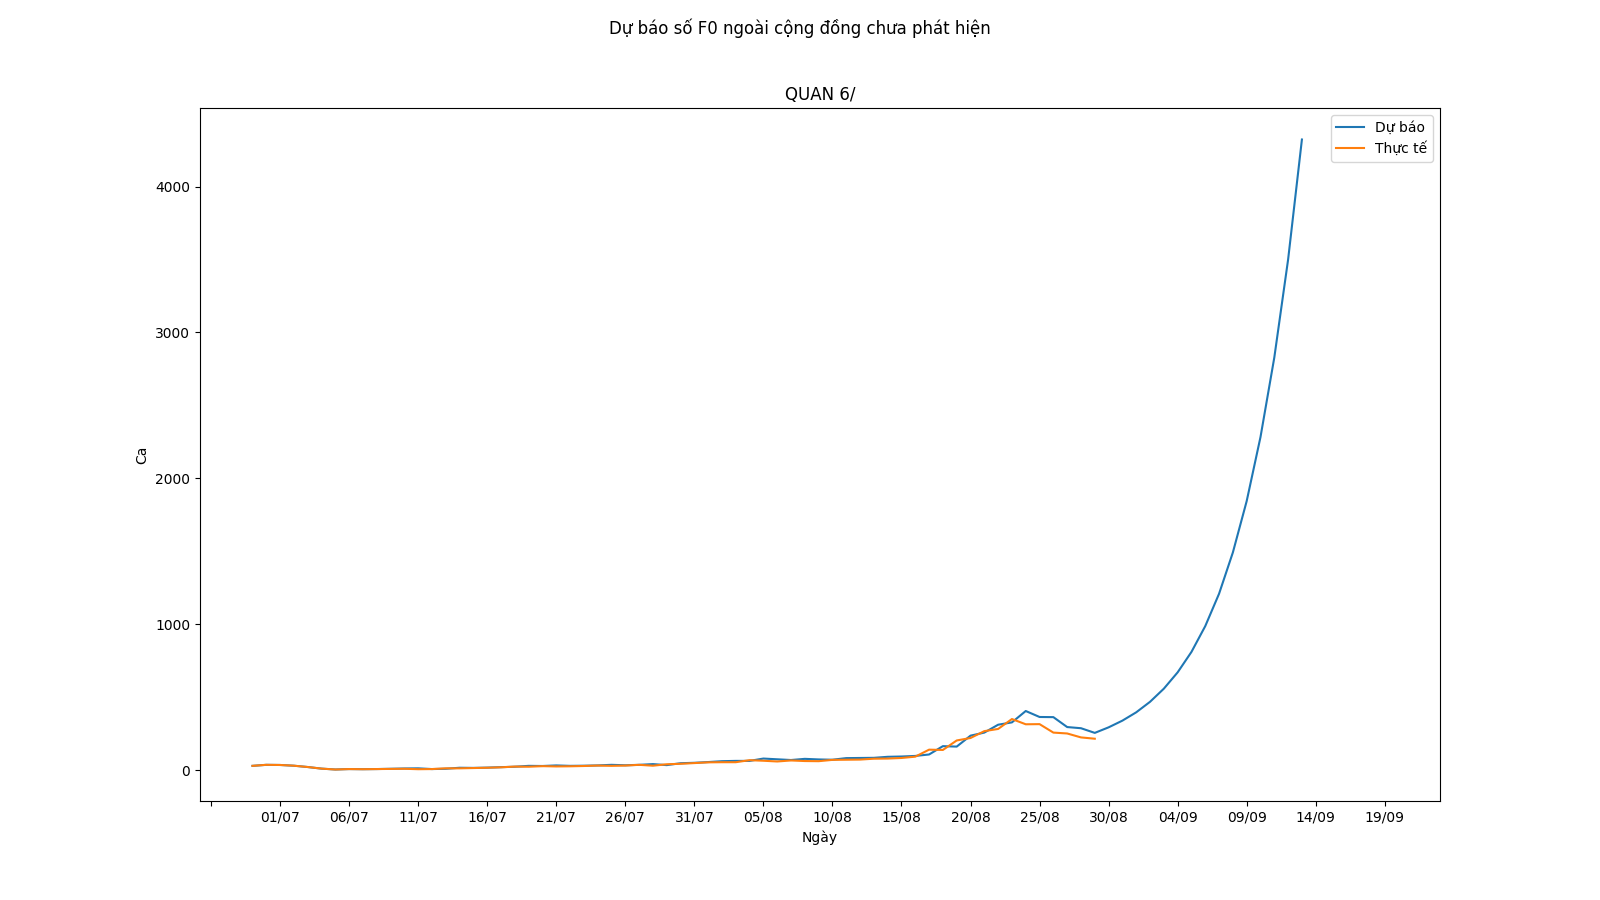 Dự báo số F0 ngoài cộng đồng chưa phát hiện
QUAN 6/
Dự báo
Thực tế
4000
3000
2000
1000
0
Ca
01/07 06/07 11/07 16/07 21/07 26/07 31/07 05/08 10/08 15/08 20/08 25/08 30/08 04/09 09/09 14/09 19/09
Ngày